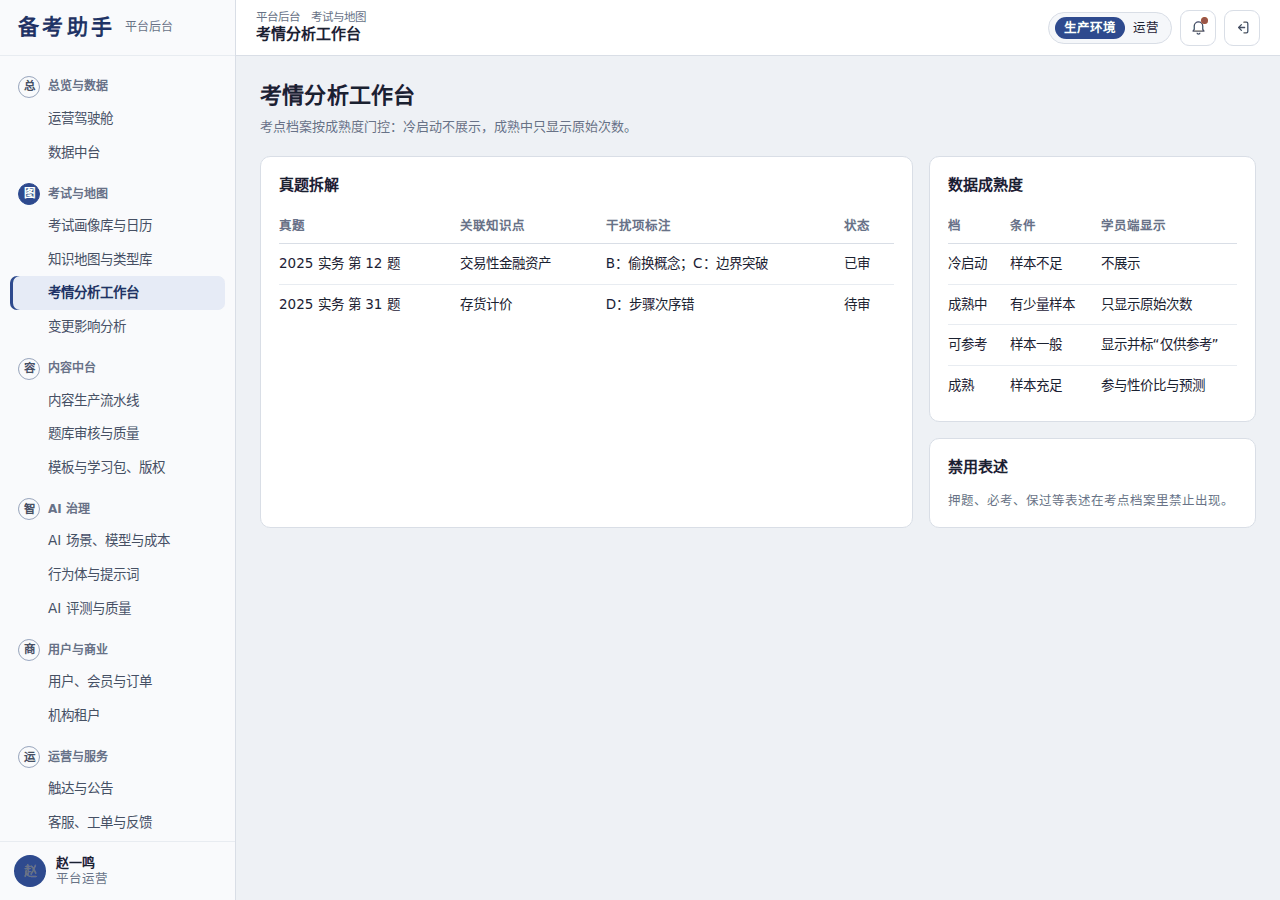 备考助手 平台后台
总 总览与数据
运营驾驶舱
数据中台
图 考试与地图
考试画像库与日历
知识地图与类型库
考情分析工作台
变更影响分析
容 内容中台
内容生产流水线
题库审核与质量
模板与学习包、版权
智 AI 治理
AI 场景、模型与成本
行为体与提示词
AI 评测与质量
商 用户与商业
用户、会员与订单
机构租户
运 运营与服务
触达与公告
客服、工单与反馈
赵 赵一鸣
平台运营
平台后台 考试与地图
考情分析工作台
生产环境 运营
考情分析工作台
考点档案按成熟度门控：冷启动不展示，成熟中只显示原始次数。
真题拆解
真题 关联知识点 干扰项标注 状态
2025 实务 第 12 题 交易性金融资产 B：偷换概念；C：边界突破 已审
2025 实务 第 31 题 存货计价 D：步骤次序错 待审
数据成熟度
档 条件 学员端显示
冷启动 样本不足 不展示
成熟中 有少量样本 只显示原始次数
可参考 样本一般 显示并标“仅供参考”
成熟 样本充足 参与性价比与预测
禁用表述
押题、必考、保过等表述在考点档案里禁止出现。